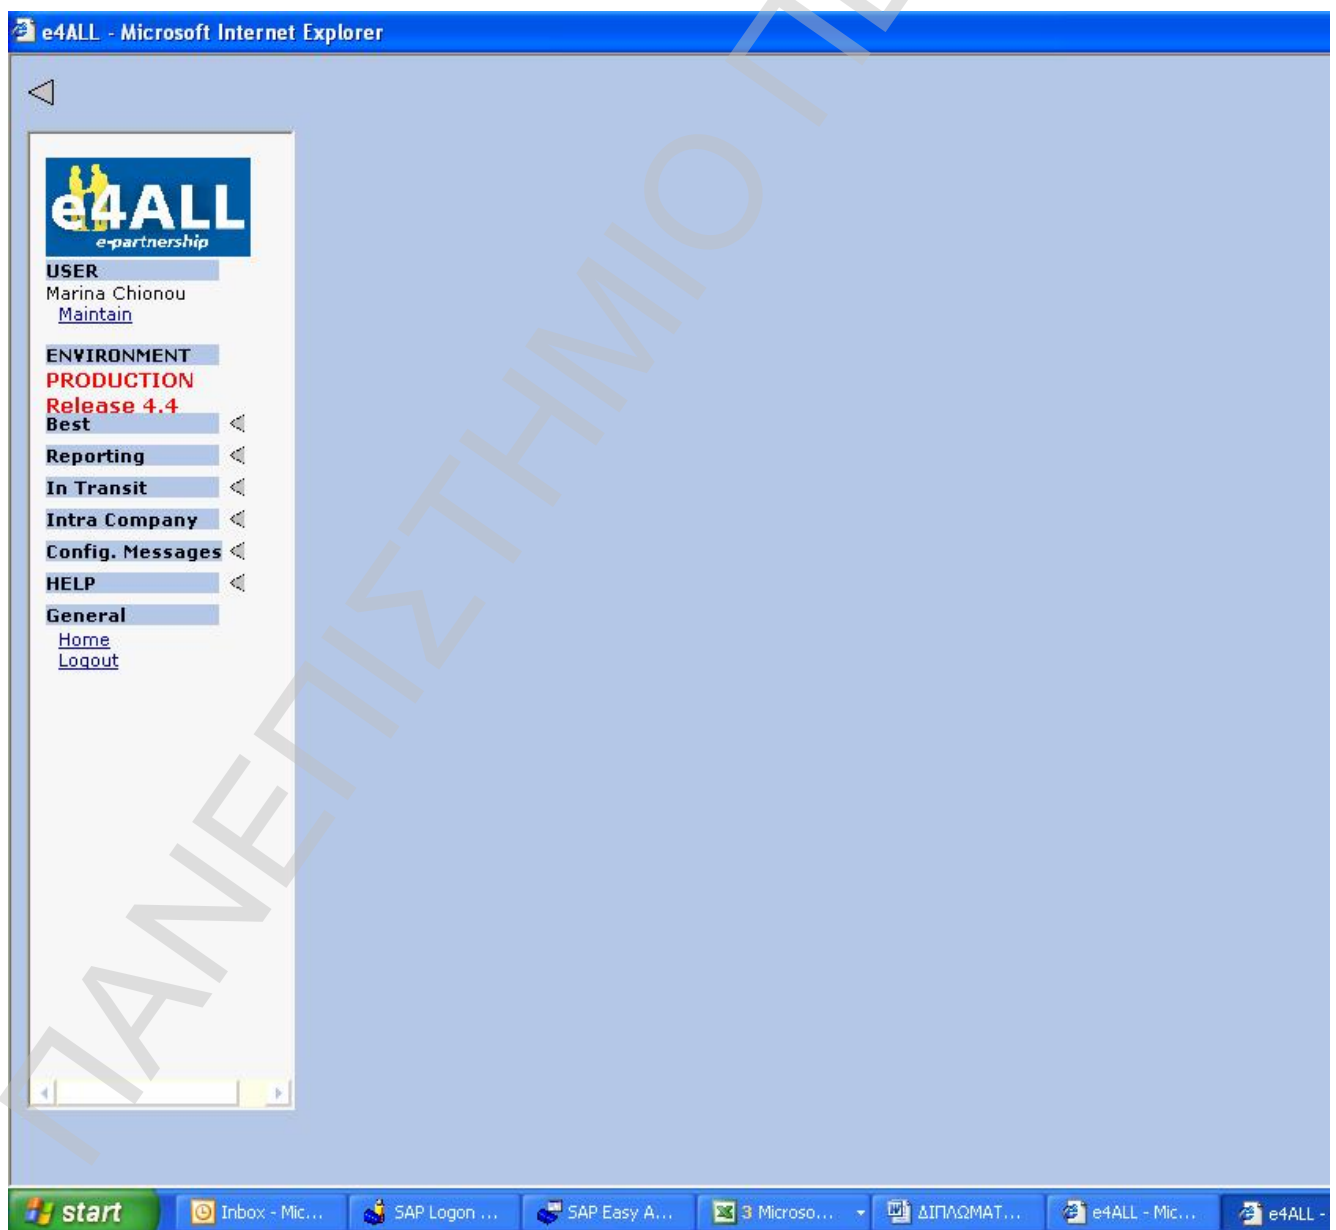 e4ALL - Microsoft Internet Explorer
e4ALL
e-partnership
USER
Marina Chionou
Maintain
ENVIRONMENT
PRODUCTION
Release 4.4
Best
Reporting
In Transit
Intra Company
Config. Messages
HELP
General
Home
Logout
ΠΑΝΕΠΙΣΤΗΜΙΟ ΠΕ
start
Inbox - Mic...
SAP Logon ...
SAP Easy A...
3 Microso...
ΔΙΠΛΩΜΑΤ...
e4ALL - Mic...
e4ALL -